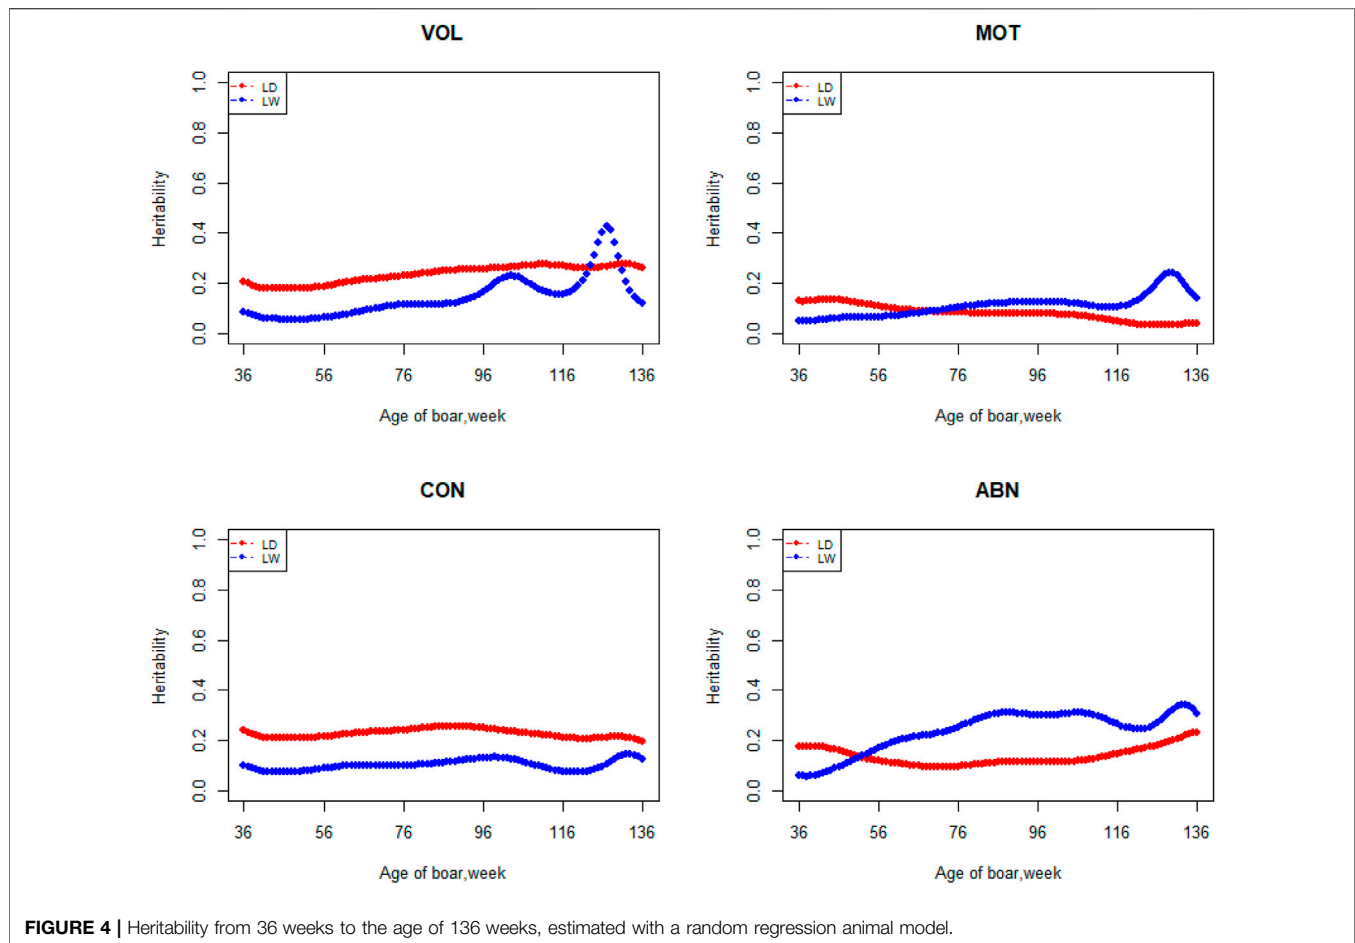 VOL
LD
LW
1.0
0.8
0.6
0.4
0.2
0.0
Heritability
36 56 76 96 116 136
Age of boar,week
MOT
LD
LW
1.0
0.8
0.6
0.4
0.2
0.0
Heritability
36 56 76 96 116 136
Age of boar,week
CON
LD
LW
1.0
0.8
0.6
0.4
0.2
0.0
Heritability
36 56 76 96 116 136
Age of boar,week
ABN
LD
LW
1.0
0.8
0.6
0.4
0.2
0.0
Heritability
36 56 76 96 116 136
Age of boar,week
FIGURE 4 | Heritability from 36 weeks to the age of 136 weeks, estimated with a random regression animal model.